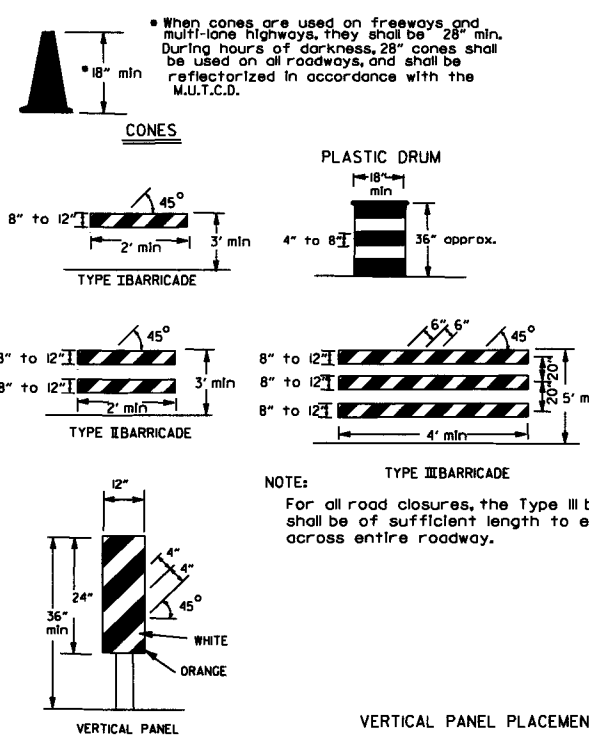 * When cones are used on freeways and
multi-lane highways, they shall be 28" min.
During hours of darkness, 28" cones shall
be used on all roadways, and shall be
reflectorized in accordance with the
M.U.T.C.D.
* 18" min
CONES
PLASTIC DRUM
18"
min
4" to 8"
36" approx.
45°
8" to 12"
2' min
3' min
TYPE I BARRICADE
45°
8" to 12"
8" to 12"
2' min
3' min
TYPE II BARRICADE
6" 6"
45°
8" to 12"
8" to 12"
8" to 12"
20"
20"
5' m
4' min
TYPE III BARRICADE
NOTE:
For all road closures, the Type III b
shall be of sufficient length to e
across entire roadway.
12"
4"
4"
45°
24"
36"
min
WHITE
ORANGE
VERTICAL PANEL
VERTICAL PANEL PLACEMEN